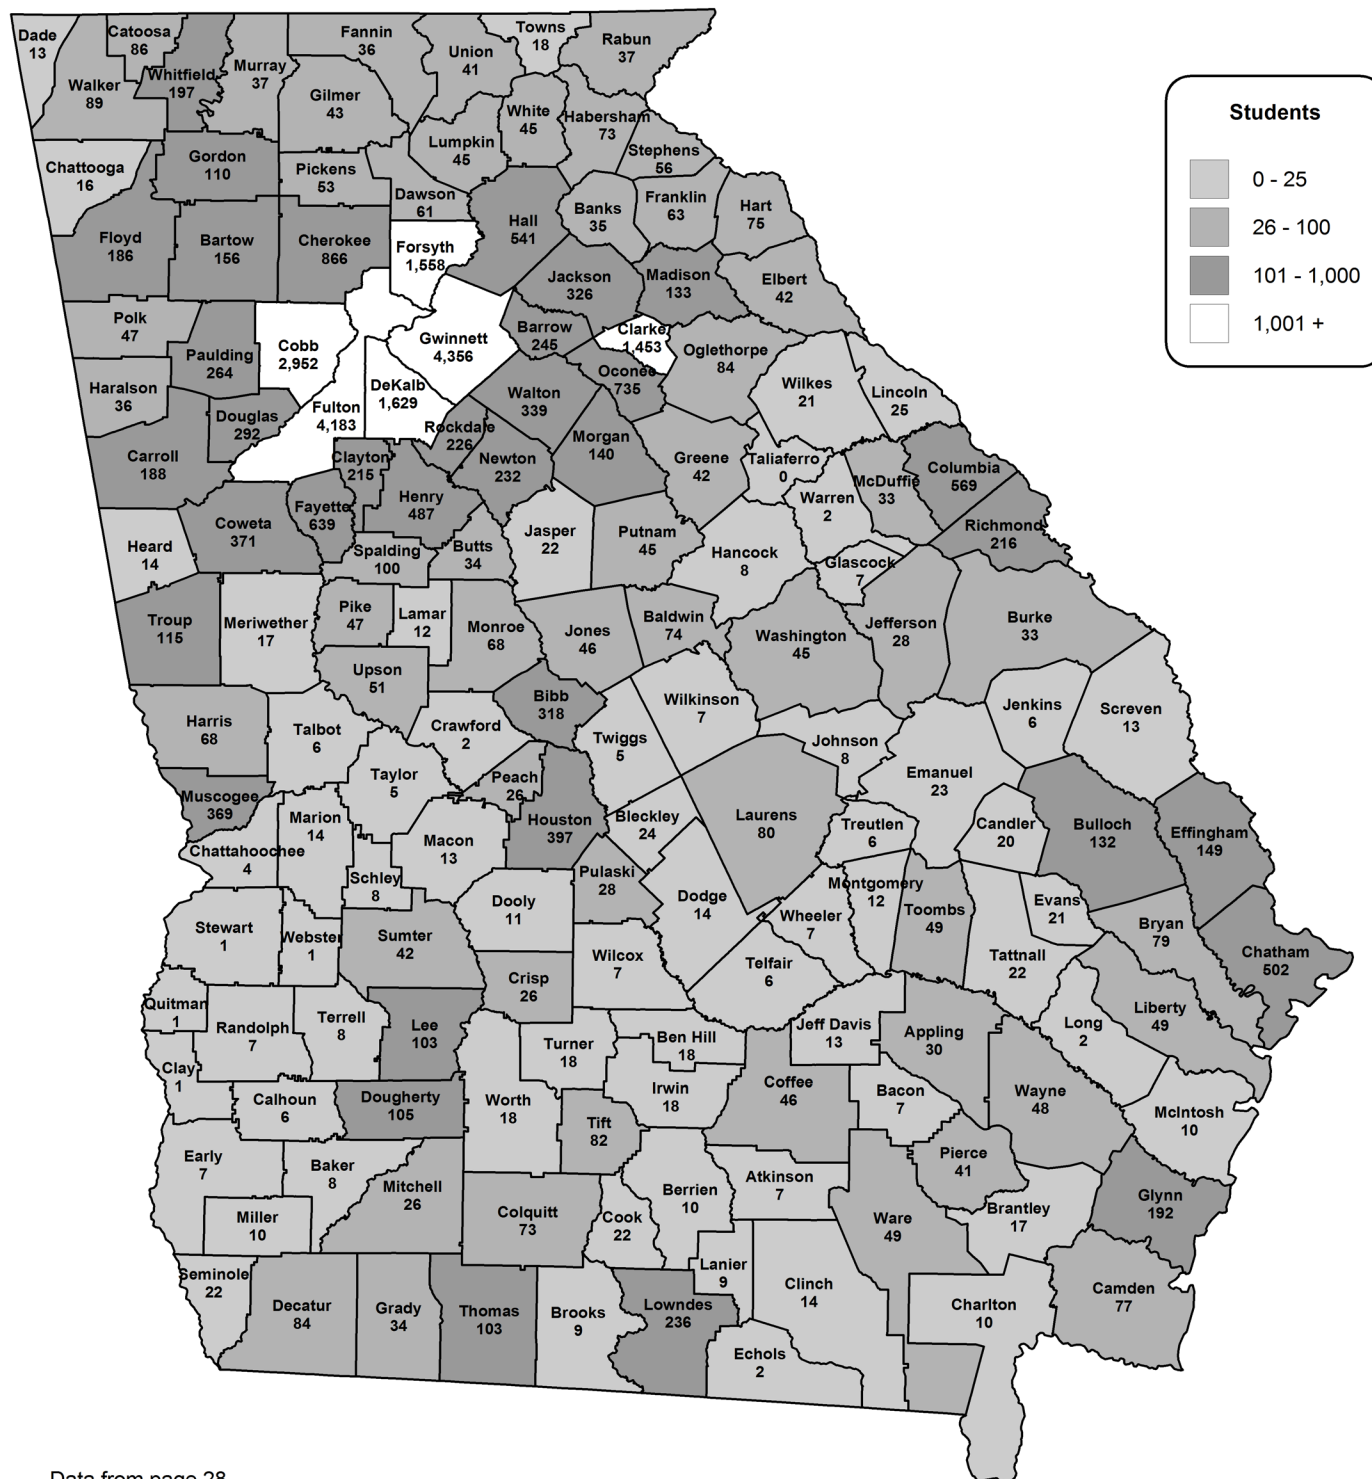 Dade
13
Catoosa
86
Whitfield
197
Walker
89
Murray
37
Fannin
36
Gilmer
43
Union
41
Towns
18
Rabun
37
White
45
Habersham
73
Stephens
56
Lumpkin
45
Chattooga
16
Gordon
110
Pickens
53
Dawson
61
Hall
541
Banks
35
Franklin
63
Hart
75
Floyd
186
Bartow
156
Cherokee
866
Forsyth
1,558
Jackson
326
Madison
133
Elbert
42
Polk
47
Paulding
264
Cobb
2,952
Gwinnett
4,356
Barrow
245
Clarke
1,453
Oconee
735
Oglethorpe
84
Wilkes
21
Lincoln
25
Haralson
36
Douglas
292
Fulton
4,183
DeKalb
1,629
Rockdale
226
Walton
339
Morgan
140
Greene
42
Taliaferro
0
Carroll
188
Clayton
215
Newton
232
Henry
487
Fayette
639
Coweta
371
Heard
14
Spalding
100
Butts
34
Jasper
22
Putnam
45
Hancock
8
Warren
2
McDuffie
33
Columbia
569
Richmond
216
Glascock
7
Troup
115
Meriwether
17
Pike
47
Lamar
12
Monroe
68
Jones
46
Baldwin
74
Washington
45
Jefferson
28
Burke
33
Upson
51
Harris
68
Talbot
6
Crawford
2
Bibb
318
Twiggs
5
Wilkinson
7
Johnson
8
Jenkins
6
Screven
13
Emanuel
23
Muscogee
369
Taylor
5
Peach
26
Houston
397
Bleckley
24
Laurens
80
Treutlen
6
Candler
20
Bulloch
132
Effingham
149
Marion
14
Chattahoochee
4
Macon
13
Schley
8
Pulaski
28
Dodge
14
Dooly
11
Wheeler
7
Montgomery
12
Toombs
49
Evans
21
Tattnall
22
Bryan
79
Chatham
502
Stewart
1
Webster
1
Sumter
42
Crisp
26
Wilcox
7
Telfair
6
Quitman
1
Randolph
7
Terrell
8
Lee
103
Turner
18
Ben Hill
18
Irwin
18
Jeff Davis
13
Appling
30
Long
2
Liberty
49
Clay
1
Calhoun
6
Dougherty
105
Worth
18
Tift
82
Coffee
46
Bacon
7
Wayne
48
McIntosh
10
Early
7
Baker
8
Mitchell
26
Miller
10
Colquitt
73
Cook
22
Berrien
10
Atkinson
7
Pierce
41
Ware
49
Brantley
17
Glynn
192
Seminole
22
Decatur
84
Grady
34
Thomas
103
Brooks
9
Lowndes
236
Lanier
9
Clinch
14
Echols
2
Charlton
10
Camden
77
Students
0 - 25
26 - 100
101 - 1,000
1,001 +
Data from page 28